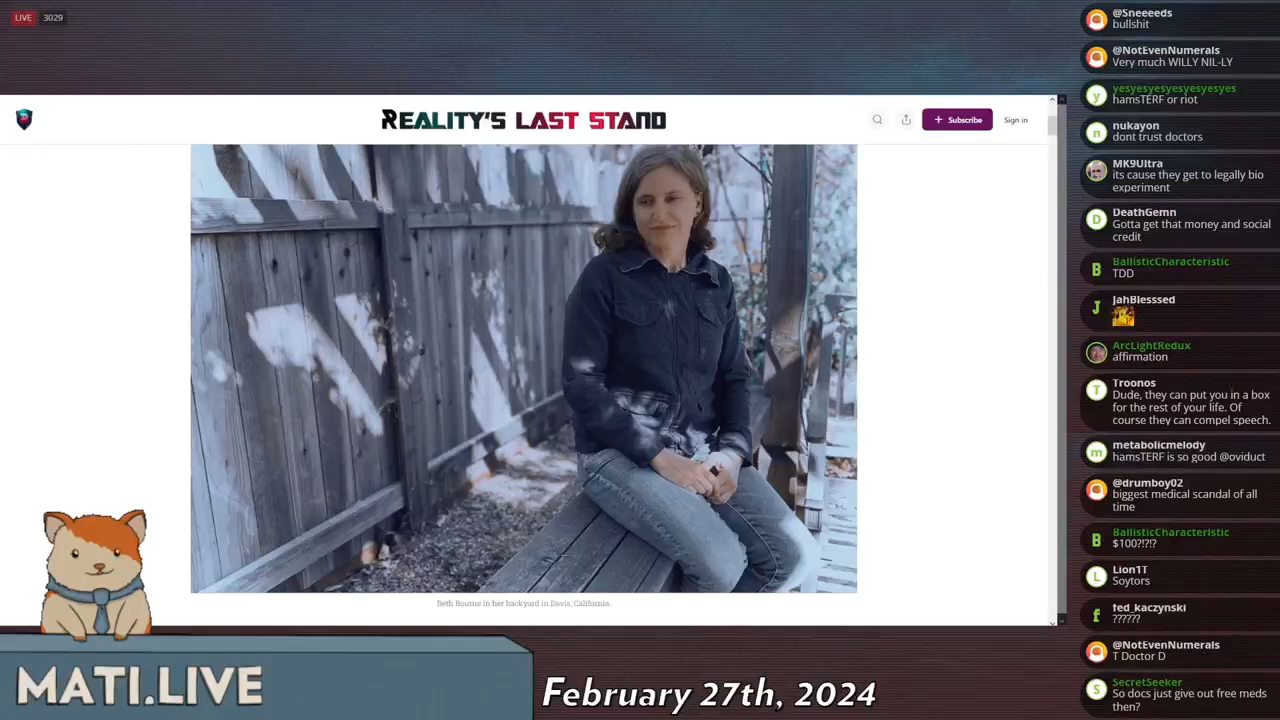 LIVE 3029
REALITY'S LAST STAND
+ Subscribe
Sign in
Beth Bourne in her backyard in Davis, California.
MATI.LIVE
February 27th, 2024
@Sneeeeds
bullshit
@NotEvenNumerals
Very much WILLY NIL-LY
yesyesyesyesyesyesyes
hamsTERF or riot
nukayon
dont trust doctors
MK9Ultra
its cause they get to legally bio
experiment
DeathGemn
Gotta get that money and social
credit
BallisticCharacteristic
TDD
JahBlesssed
ArcLightRedux
affirmation
Troonos
Dude, they can put you in a box
for the rest of your life. Of
course they can compel speech.
metabolicmelody
hamsTERF is so good @oviduct
@drumboy02
biggest medical scandal of all
time
BallisticCharacteristic
$100?!?!?
Lion1T
Soytors
fed_kaczynski
??????
@NotEvenNumerals
T Doctor D
SecretSeeker
So docs just give out free meds
then?